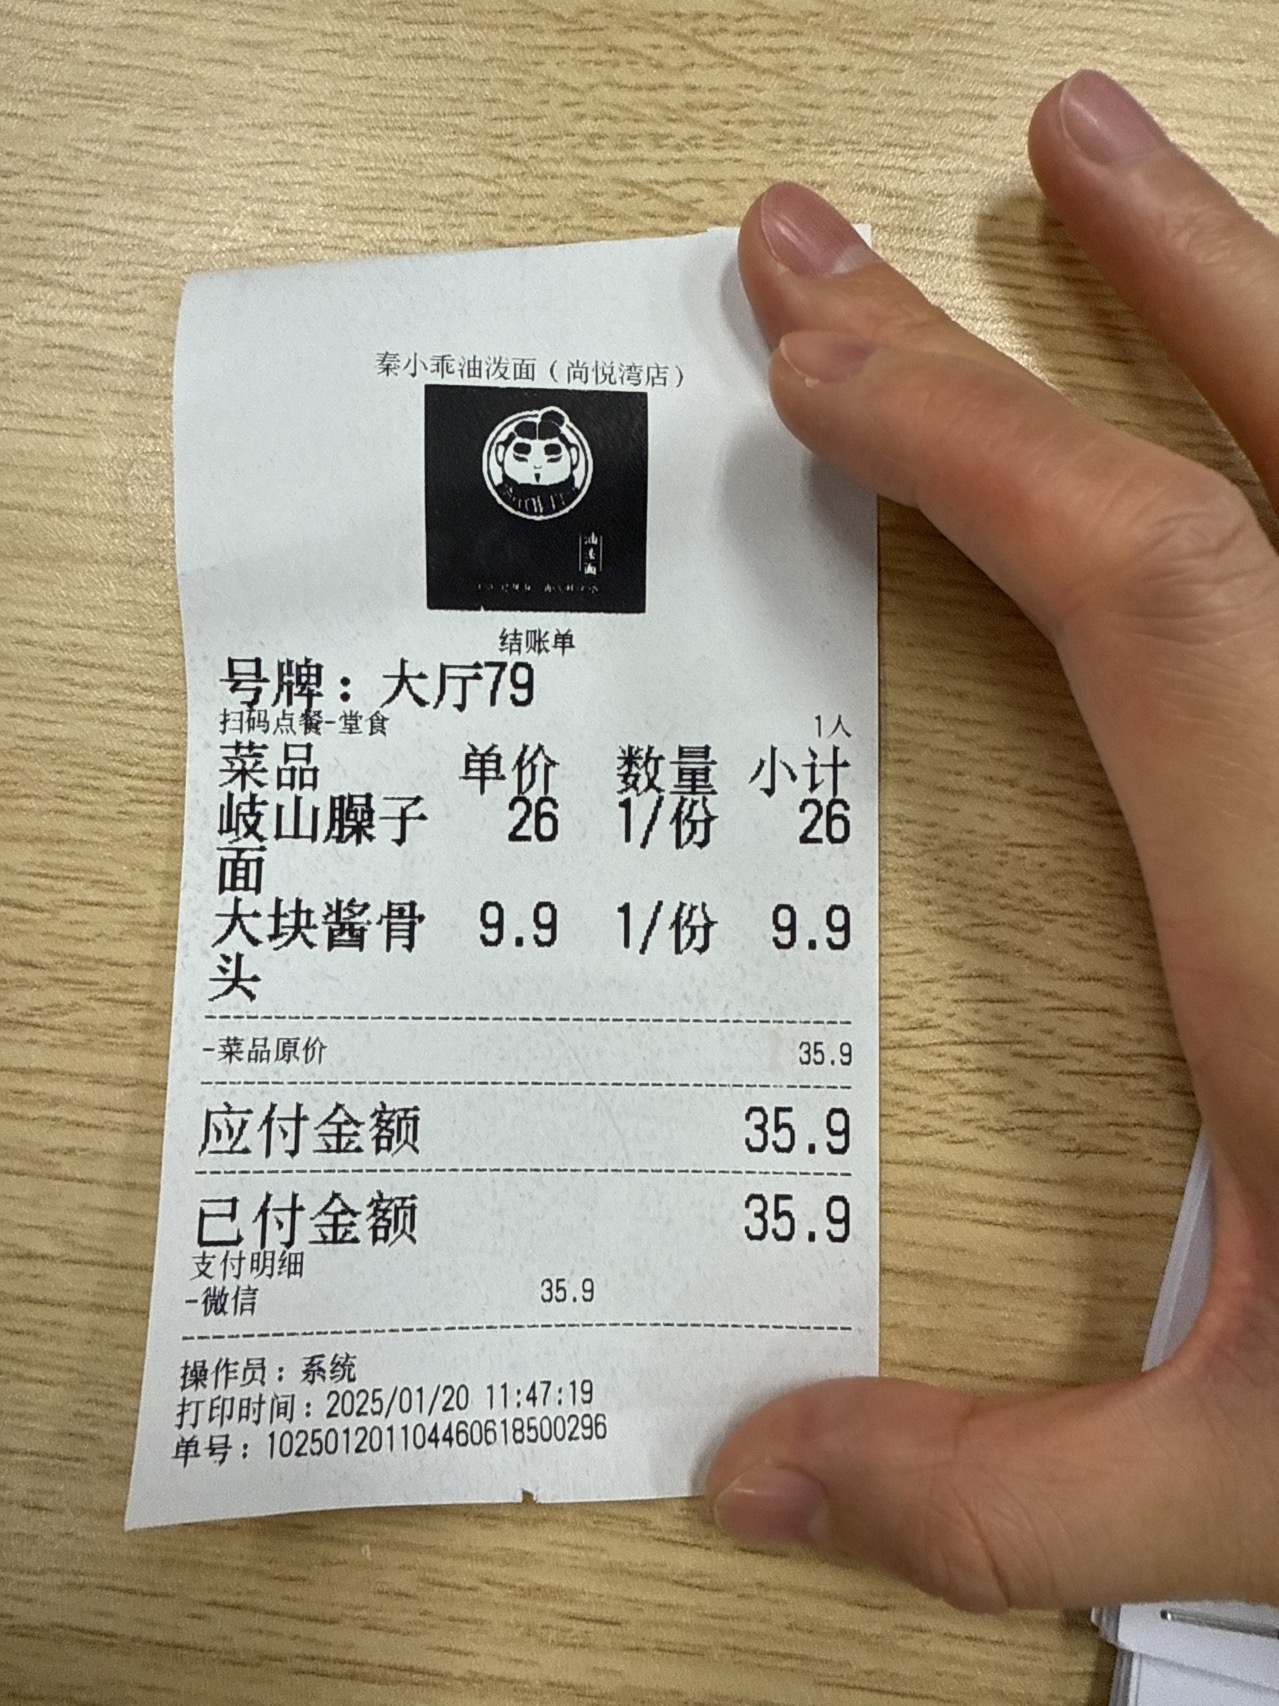 秦小乖油泼面（尚悦湾店）
油泼面
结账单
号牌：大厅79
扫码点餐-堂食 1人
菜品 单价 数量 小计
岐山臊子 26 1/份 26
面
大块酱骨 9.9 1/份 9.9
头
-菜品原价 35.9
应付金额 35.9
已付金额 35.9
支付明细
-微信 35.9
操作员：系统
打印时间：2025/01/20 11:47:19
单号：102501201104460618500296